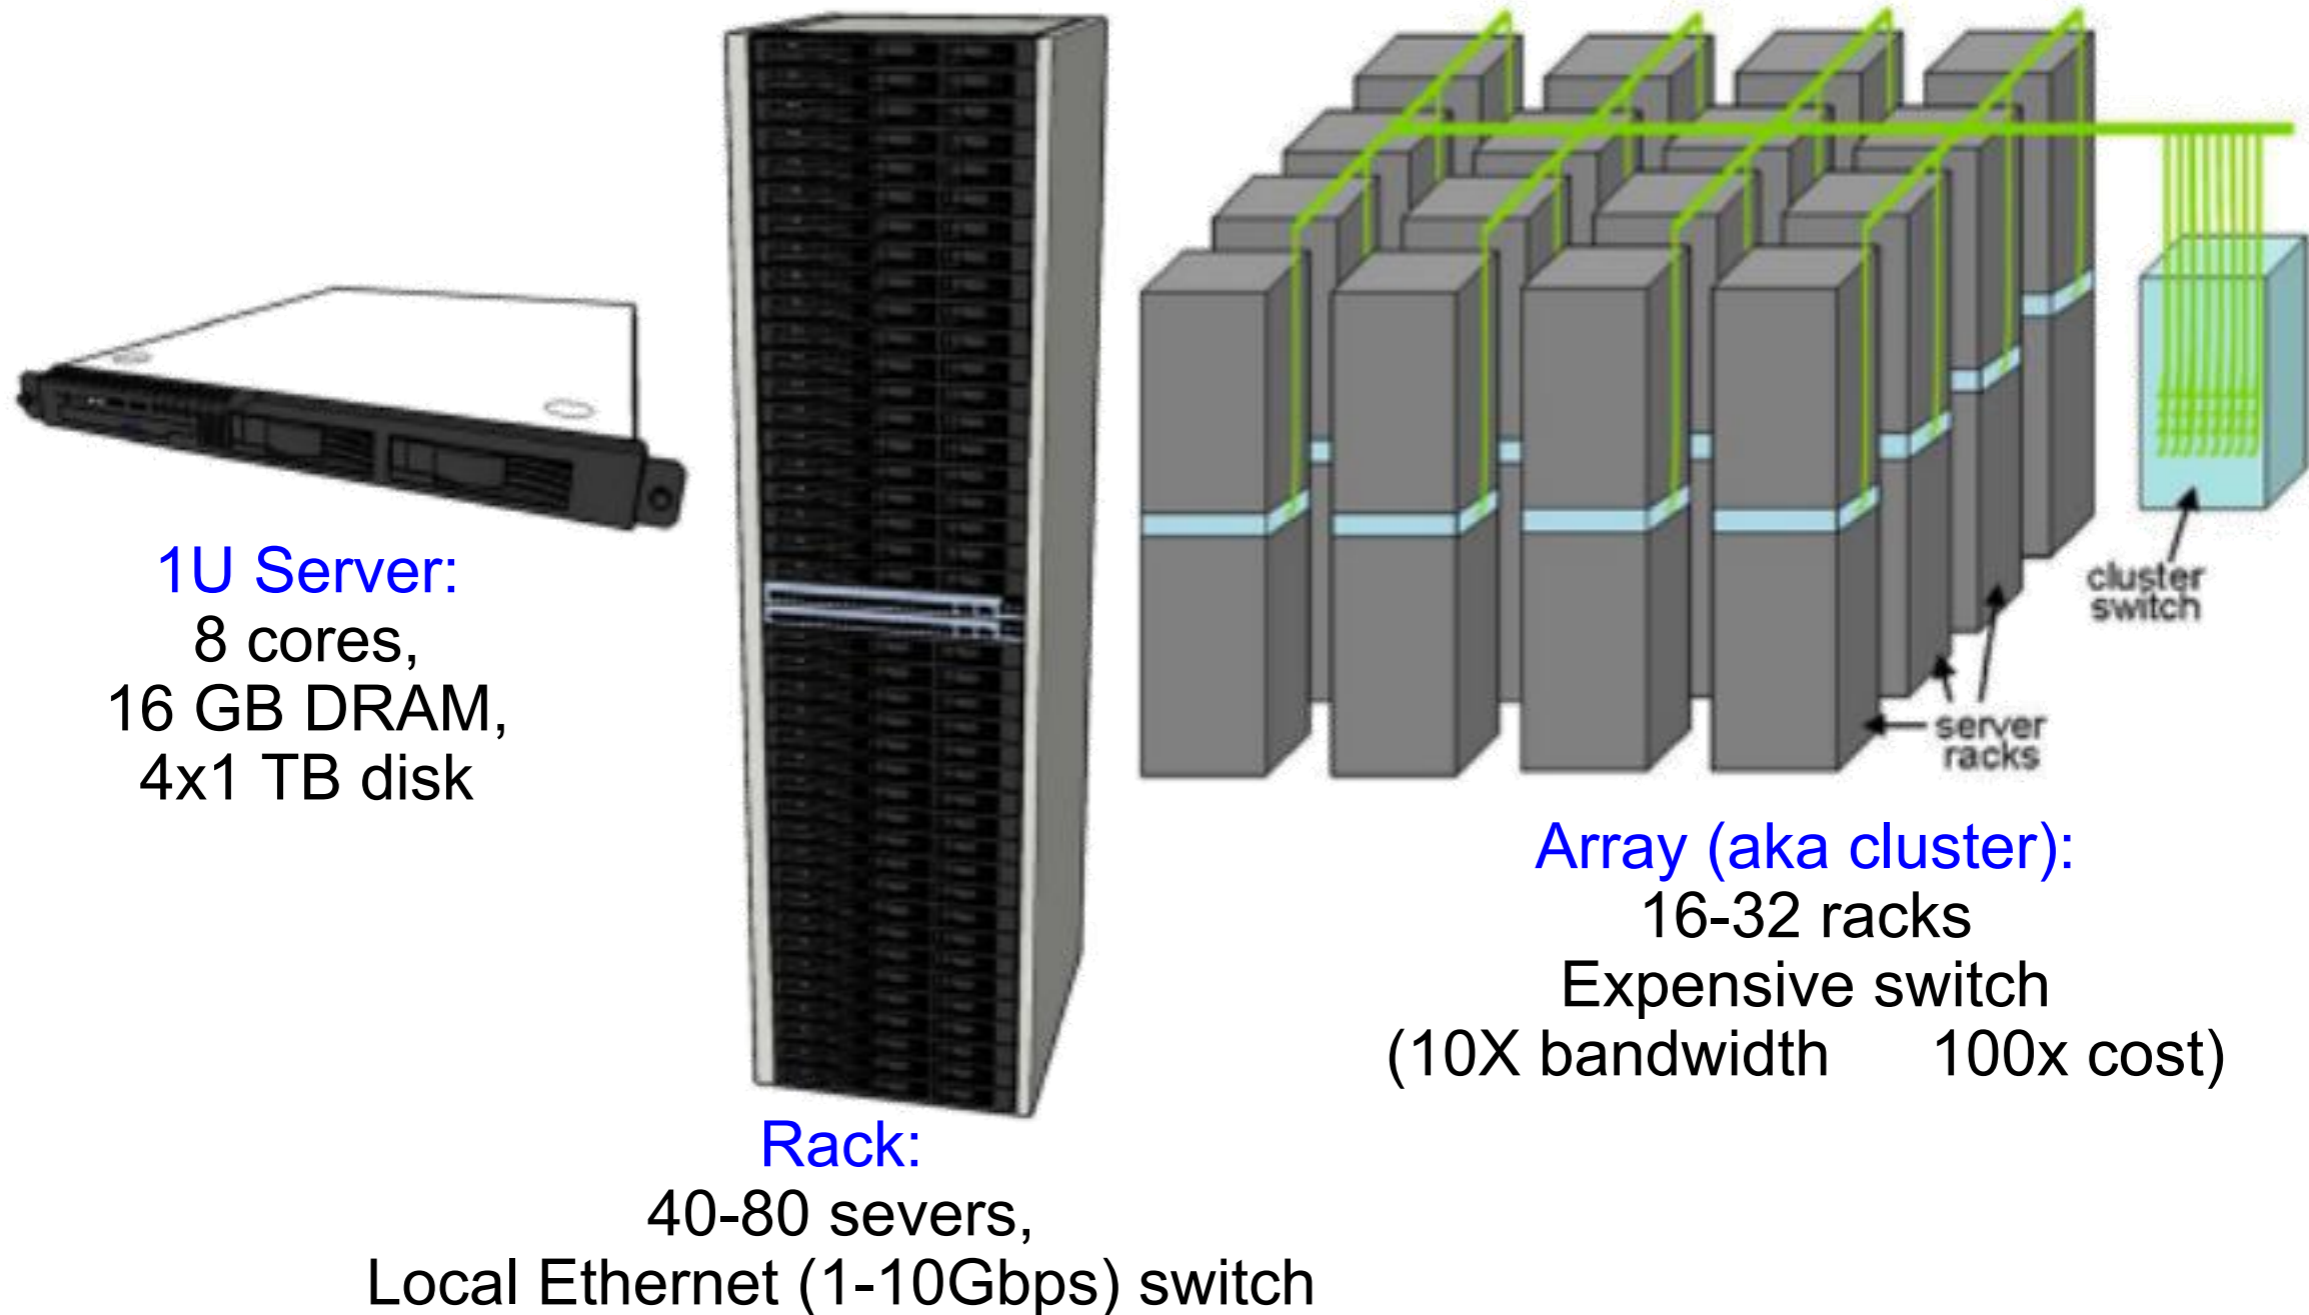 1U Server:
8 cores,
16 GB DRAM,
4x1 TB disk
Rack:
40-80 severs,
Local Ethernet (1-10Gbps) switch
cluster
switch
server
racks
Array (aka cluster):
16-32 racks
Expensive switch
(10X bandwidth 100x cost)